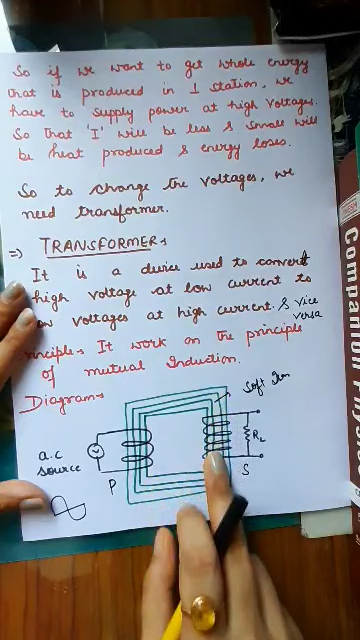 So if we want to get whole energy
that is produced in 1 station, we
have to supply power at high voltages.
So that 'I' will be less & small will
be heat produced & energy loses.
So to change the voltages, we
need transformer.
⇒ TRANSFORMER:
It is a device used to convert
high voltage at low current to
low voltages at high current. & vice
versa
rinciple: It work on the principle
of mutual Induction.
Diagram:
Soft Iron
a.c
source
P
S
RL
Companion